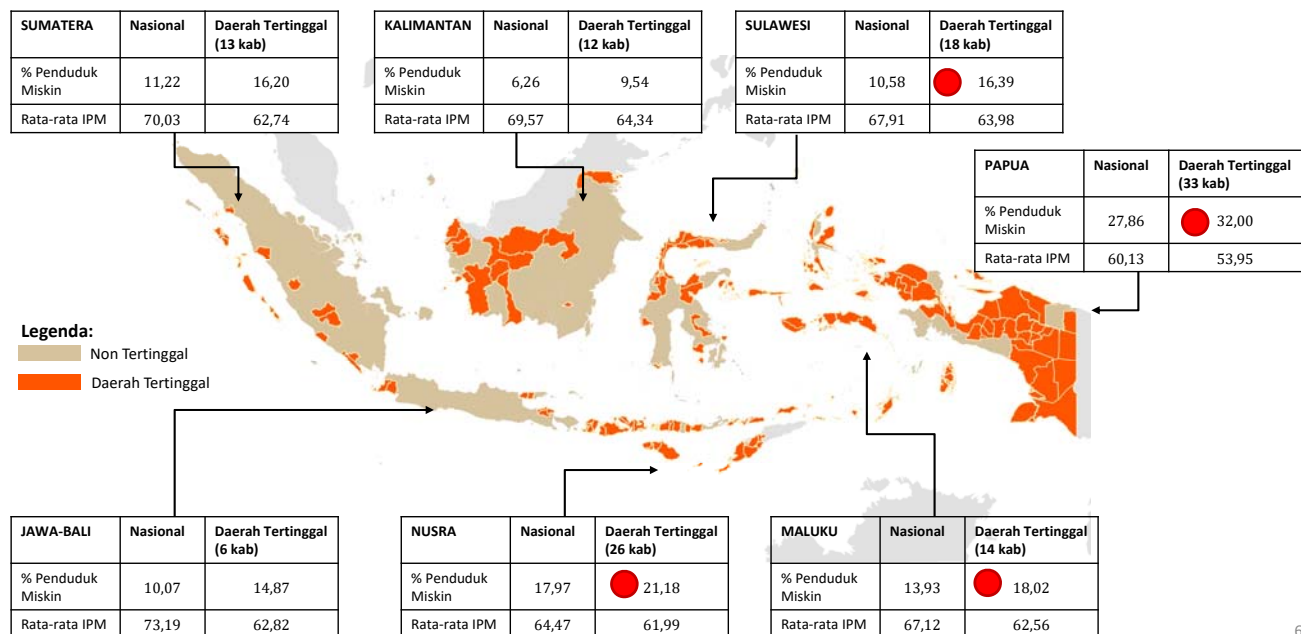 SUMATERA Nasional Daerah Tertinggal
(13 kab)
% Penduduk
Miskin 11,22 16,20
Rata-rata IPM 70,03 62,74
KALIMANTAN Nasional Daerah Tertinggal
(12 kab)
% Penduduk
Miskin 6,26 9,54
Rata-rata IPM 69,57 64,34
SULAWESI Nasional Daerah Tertinggal
(18 kab)
% Penduduk
Miskin 10,58 16,39
Rata-rata IPM 67,91 63,98
PAPUA Nasional Daerah Tertinggal
(33 kab)
% Penduduk
Miskin 27,86 32,00
Rata-rata IPM 60,13 53,95
Legenda:
Non Tertinggal
Daerah Tertinggal
JAWA-BALI Nasional Daerah Tertinggal
(6 kab)
% Penduduk
Miskin 10,07 14,87
Rata-rata IPM 73,19 62,82
NUSRA Nasional Daerah Tertinggal
(26 kab)
% Penduduk
Miskin 17,97 21,18
Rata-rata IPM 64,47 61,99
MALUKU Nasional Daerah Tertinggal
(14 kab)
% Penduduk
Miskin 13,93 18,02
Rata-rata IPM 67,12 62,56
6